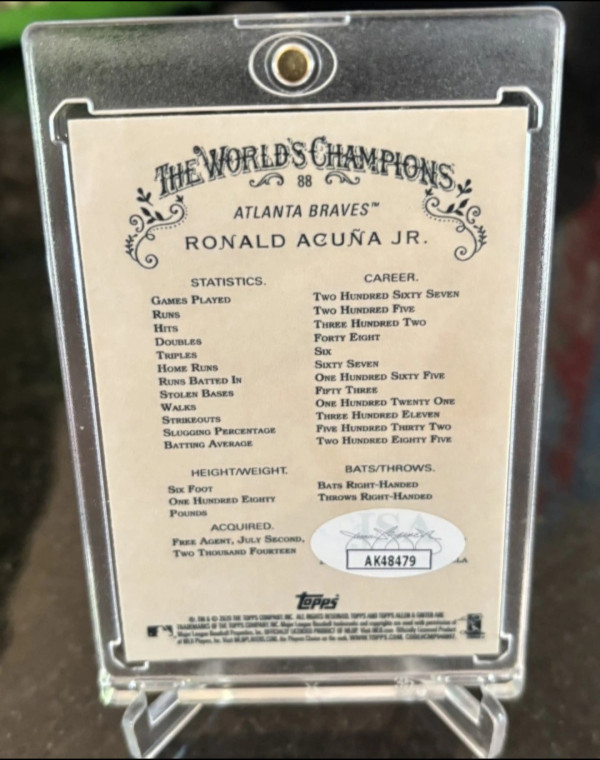 THE WORLD'S CHAMPIONS
88
ATLANTA BRAVES™
RONALD ACUÑA JR.
STATISTICS. CAREER.
GAMES PLAYED TWO HUNDRED SIXTY SEVEN
RUNS TWO HUNDRED FIVE
HITS THREE HUNDRED TWO
DOUBLES FORTY EIGHT
TRIPLES SIX
HOME RUNS SIXTY SEVEN
RUNS BATTED IN ONE HUNDRED SIXTY FIVE
STOLEN BASES FIFTY THREE
WALKS ONE HUNDRED TWENTY ONE
STRIKEOUTS THREE HUNDRED ELEVEN
SLUGGING PERCENTAGE FIVE HUNDRED THIRTY TWO
BATTING AVERAGE TWO HUNDRED EIGHTY FIVE
HEIGHT/WEIGHT. BATS/THROWS.
SIX FOOT BATS RIGHT-HANDED
ONE HUNDRED EIGHTY THROWS RIGHT-HANDED
POUNDS
ACQUIRED.
FREE AGENT, JULY SECOND,
TWO THOUSAND FOURTEEN
JSA
AK48479
Topps